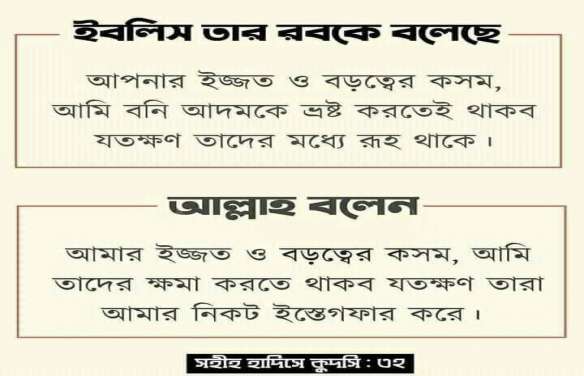 ইবলিস তার রবকে বলেছে
আপনার ইজ্জত ও বড়ত্বের কসম,
আমি বনি আদমকে ভ্রষ্ট করতেই থাকব
যতক্ষণ তাদের মধ্যে রূহ থাকে।
আল্লাহ বলেন
আমার ইজ্জত ও বড়ত্বের কসম, আমি
তাদের ক্ষমা করতে থাকব যতক্ষণ তারা
আমার নিকট ইস্তেগফার করে।
সহীহ হাদিসে কুদসি : ৩২